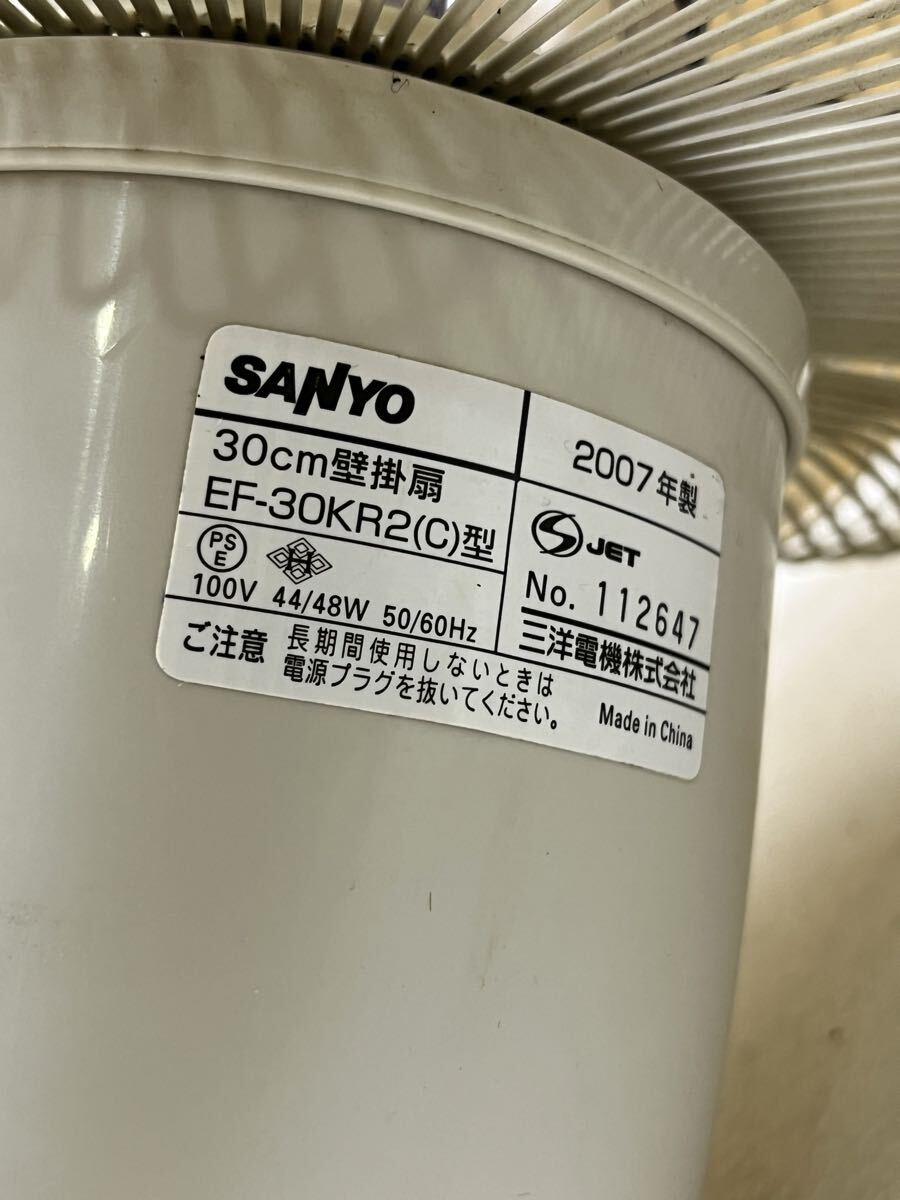 SANYO
2007年製
30cm壁掛扇
EF-30KR2(C)型
PS
E
100V 44/48W 50/60Hz
S JET
No. 112647
三洋電機株式会社
ご注意 長期間使用しないときは
電源プラグを抜いてください。
Made in China